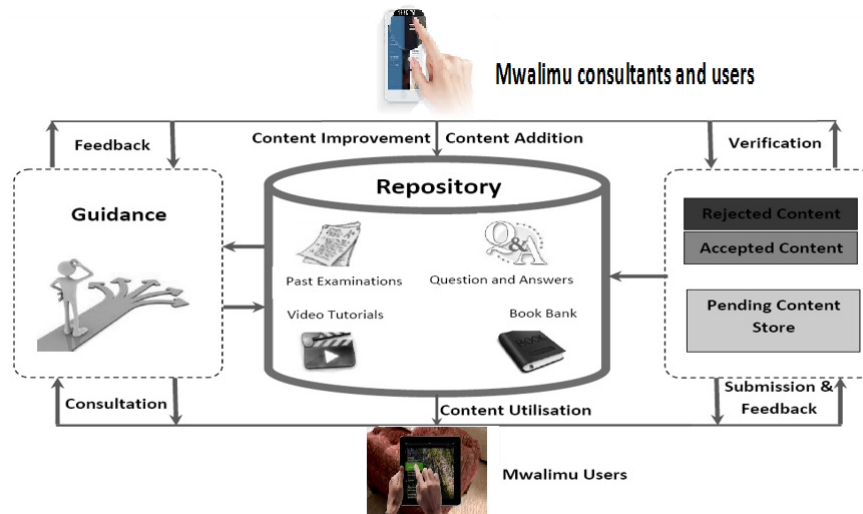 Mwalimu consultants and users
Feedback
Content Improvement
Content Addition
Verification
Guidance
Repository
Rejected Content
Accepted Content
Q&A
Past Examinations
Question and Answers
Pending Content
Store
Video Tutorials
Book Bank
BOOK
Consultation
Content Utilisation
Submission &
Feedback
Mwalimu Users